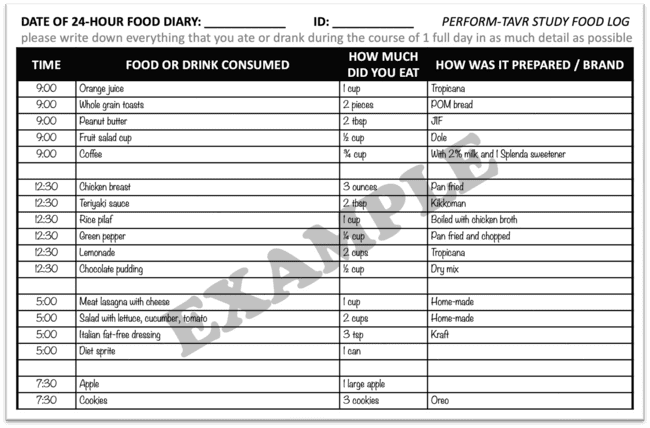 DATE OF 24-HOUR FOOD DIARY: ____________ ID: ____________ PERFORM-TAVR STUDY FOOD LOG
please write down everything that you ate or drank during the course of 1 full day in as much detail as possible
TIME FOOD OR DRINK CONSUMED HOW MUCH DID YOU EAT HOW WAS IT PREPARED / BRAND
9:00 Orange juice 1 cup Tropicana
9:00 Whole grain toasts 2 pieces POM bread
9:00 Peanut butter 2 tbsp JIF
9:00 Fruit salad cup ½ cup Dole
9:00 Coffee ¾ cup With 2% milk and 1 Splenda sweetener
12:30 Chicken breast 3 ounces Pan fried
12:30 Teriyaki sauce 2 tbsp Kikkoman
12:30 Rice pilaf 1 cup Boiled with chicken broth
12:30 Green pepper ¼ cup Pan fried and chopped
12:30 Lemonade 2 cups Tropicana
12:30 Chocolate pudding ½ cup Dry mix
5:00 Meat lasagna with cheese 1 cup Home-made
5:00 Salad with lettuce, cucumber, tomato 2 cups Home-made
5:00 Italian fat-free dressing 3 tsp Kraft
5:00 Diet sprite 1 can
7:30 Apple 1 large apple
7:30 Cookies 3 cookies Oreo
EXAMPLE